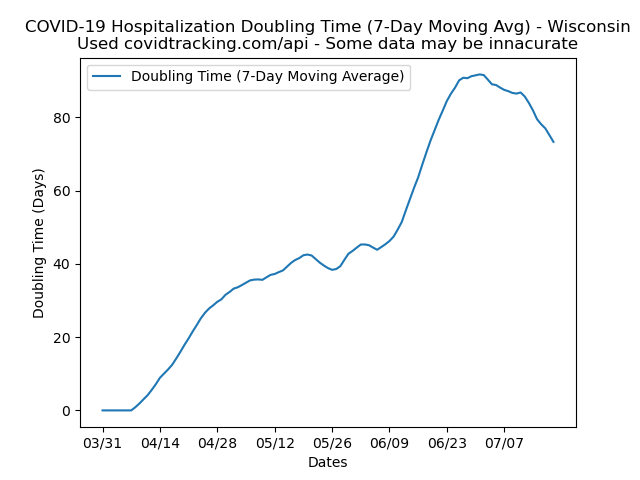 COVID-19 Hospitalization Doubling Time (7-Day Moving Avg) - Wisconsin
Used covidtracking.com/api - Some data may be innacurate
Doubling Time (7-Day Moving Average)
Doubling Time (Days)
80
60
40
20
0
03/31 04/14 04/28 05/12 05/26 06/09 06/23 07/07
Dates